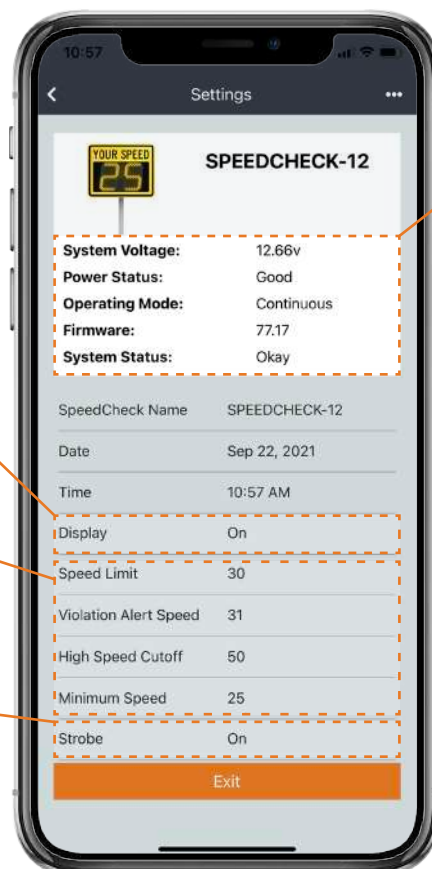 10:57
Settings
YOUR SPEED
25
SPEEDCHECK-12
System Voltage: 12.66v
Power Status: Good
Operating Mode: Continuous
Firmware: 77.17
System Status: Okay
SpeedCheck Name SPEEDCHECK-12
Date Sep 22, 2021
Time 10:57 AM
Display On
Speed Limit 30
Violation Alert Speed 31
High Speed Cutoff 50
Minimum Speed 25
Strobe On
Exit